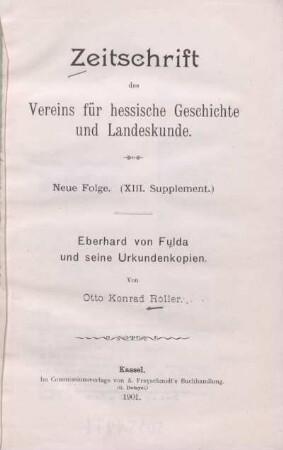 Zeitschrift
des
Vereins für hessische Geschichte
und Landeskunde.
Neue Folge. (XIII. Supplement.)
Eberhard von Fulda
und seine Urkundenkopien.
Von
Otto Konrad Roller.
Kassel.
Im Commissionsverlage von A. Freyschmidt's Buchhandlung.
1901.